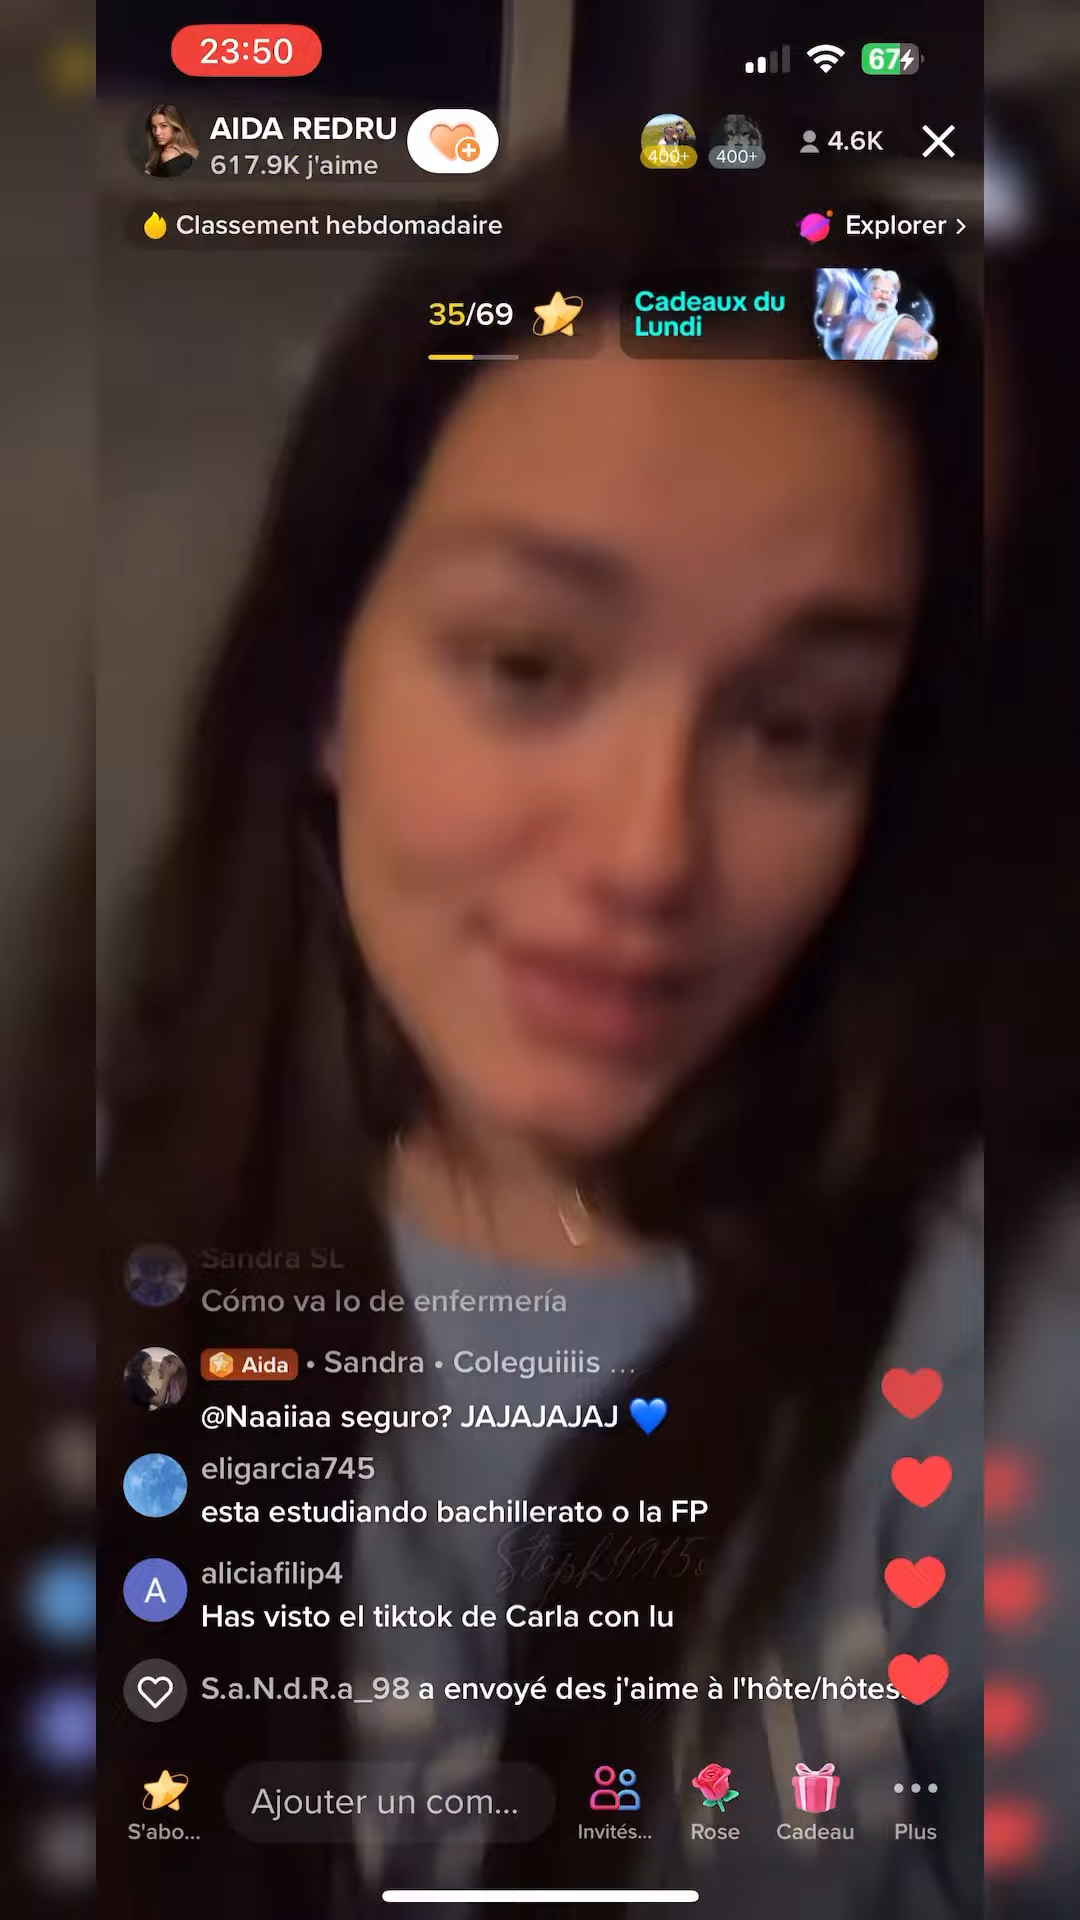 23:50
67
AIDA REDRU
617.9K j'aime
400+
400+
4.6K
Classement hebdomadaire
Explorer >
35/69
Cadeaux du
Lundi
Sandra SL
Cómo va lo de enfermería
Aida • Sandra • Coleguiiiis ...
@Naaiiaa seguro? JAJAJAJAJ 💙
eligarcia745
esta estudiando bachillerato o la FP
A
aliciafilip4
Has visto el tiktok de Carla con lu
S.a.N.d.R.a_98 a envoyé des j'aime à l'hôte/hôtes
S'abo...
Ajouter un com...
Invités...
Rose
Cadeau
Plus